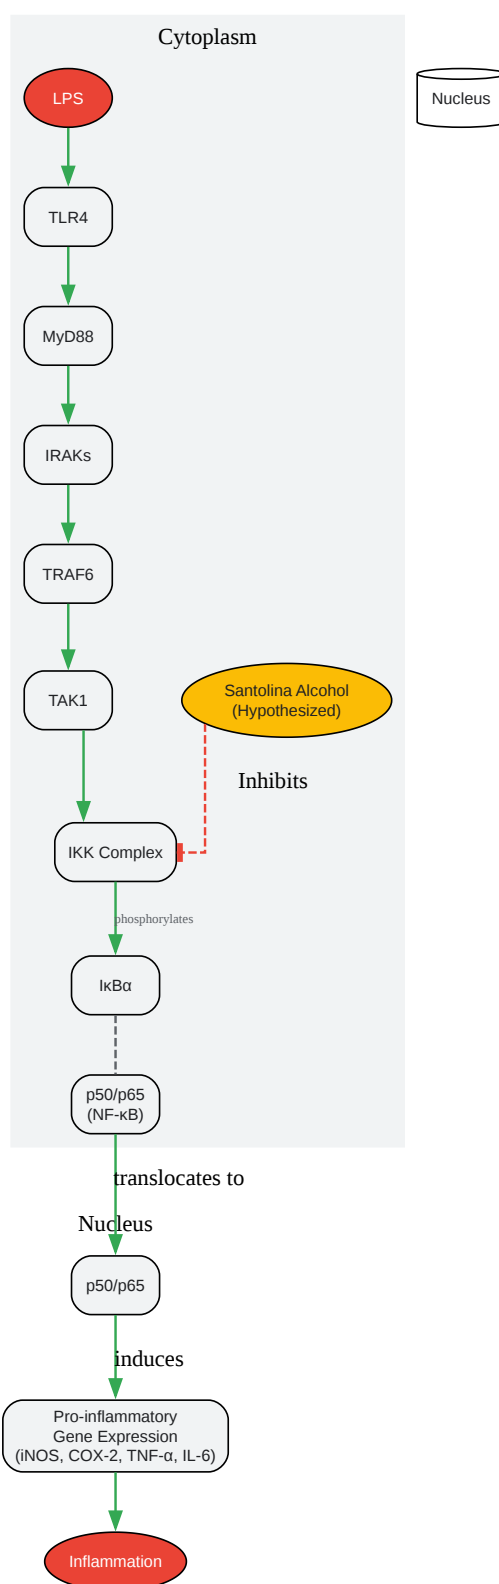 Cytoplasm
LPS
Nucleus
TLR4
MyD88
IRAKs
TRAF6
TAK1
Santolina Alcohol
(Hypothesized)
Inhibits
IKK Complex
phosphorylates
IκBα
p50/p65
(NF-κB)
translocates to
Nucleus
p50/p65
induces
Pro-inflammatory
Gene Expression
(iNOS, COX-2, TNF-α, IL-6)
Inflammation